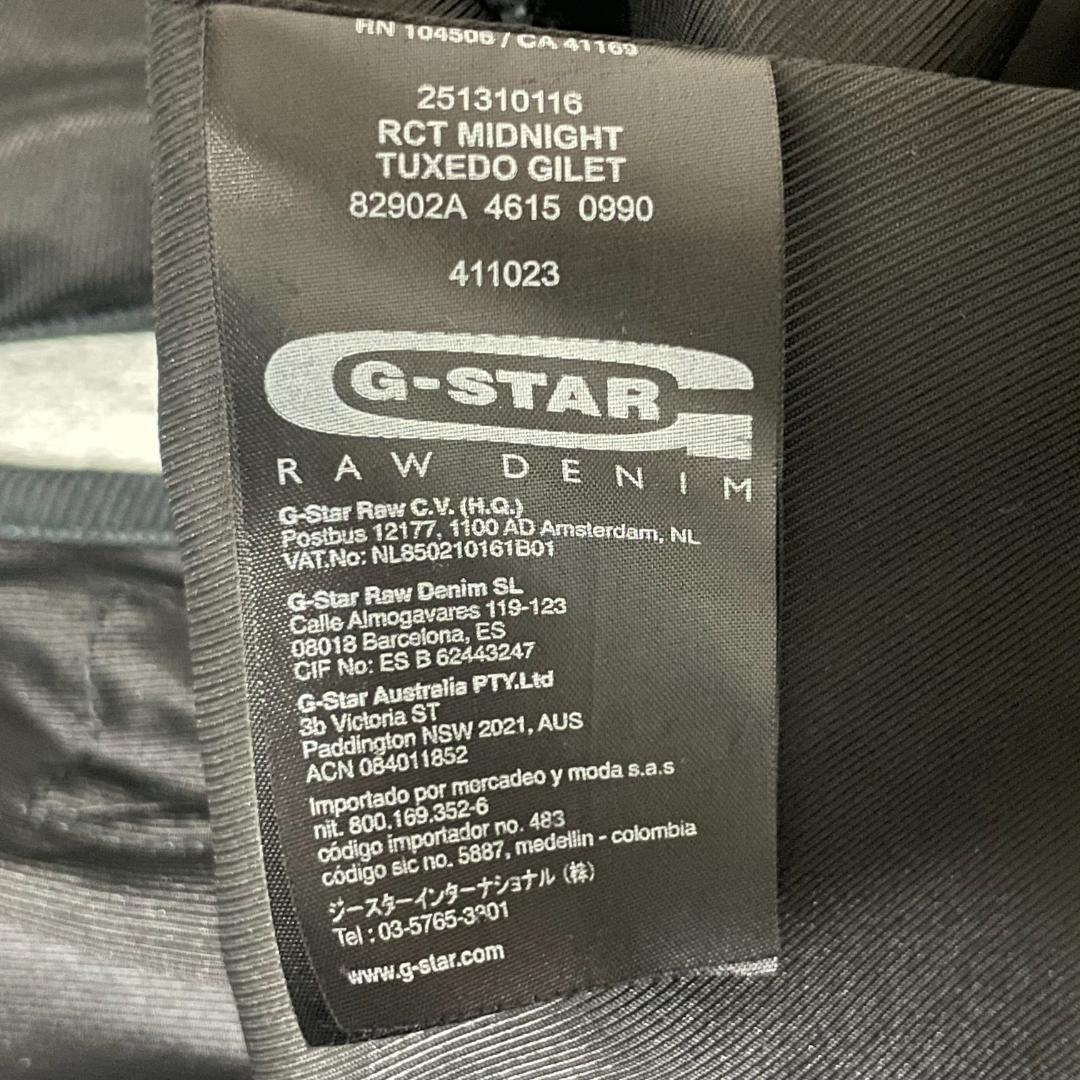 RN 104506 / CA 41169
251310116
RCT MIDNIGHT
TUXEDO GILET
82902A 4615 0990
411023
G-STAR
RAW DENIM
G-Star Raw C.V. (H.Q.)
Postbus 12177, 1100 AD Amsterdam, NL
VAT.No: NL850210161B01
G-Star Raw Denim SL
Calle Almogavares 119-123
08018 Barcelona, ES
CIF No: ES B 62443247
G-Star Australia PTY.Ltd
3b Victoria ST
Paddington NSW 2021, AUS
ACN 084011852
Importado por mercadeo y moda s.a.s
nit. 800.169.352-6
código importador no. 483
código sic no. 5887, medellin - colombia
ジースターインターナショナル (株)
Tel : 
www.g-star.com